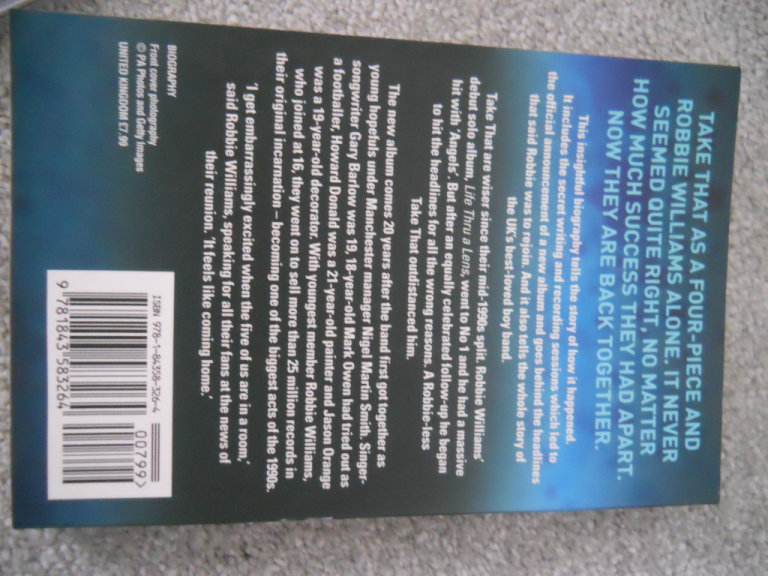 TAKE THAT AS A FOUR-PIECE AND
ROBBIE WILLIAMS ALONE. IT NEVER
SEEMED QUITE RIGHT, NO MATTER
HOW MUCH SUCCESS THEY HAD APART.
NOW THEY ARE BACK TOGETHER.
This insightful biography tells the story of how it happened.
It includes the secret writing and recording sessions which led to
the official announcement of a new album and goes behind the headlines
that said Robbie was to rejoin. And it also tells the whole story of
the UK's best-loved boy band.
Take That are wiser since their mid-1990s split. Robbie Williams'
debut solo album, Life Thru a Lens, went to No 1 and he had a massive
hit with 'Angels'. But after an equally celebrated follow-up he began
to hit the headlines for all the wrong reasons. A Robbie-less
Take That outdistanced him.
The new album comes 20 years after the band first got together as
young hopefuls under Manchester manager Nigel Martin Smith. Singer-
songwriter Gary Barlow was 19, 18-year-old Mark Owen had tried out as
a footballer, Howard Donald was a 21-year-old painter and Jason Orange
was a 19-year-old decorator. With youngest member Robbie Williams,
who joined at 16, they went on to sell more than 25 million records in
their original incarnation – becoming one of the biggest acts of the 1990s.
'I get embarrassingly excited when the five of us are in a room,'
said Robbie Williams, speaking for all their fans at the news of
their reunion. 'It feels like coming home.'
BIOGRAPHY
Front cover photography
© PA Photos and Getty Images
UNITED KINGDOM £7.99
ISBN 978-1-84358-326-4
00799>
9 781843 583264